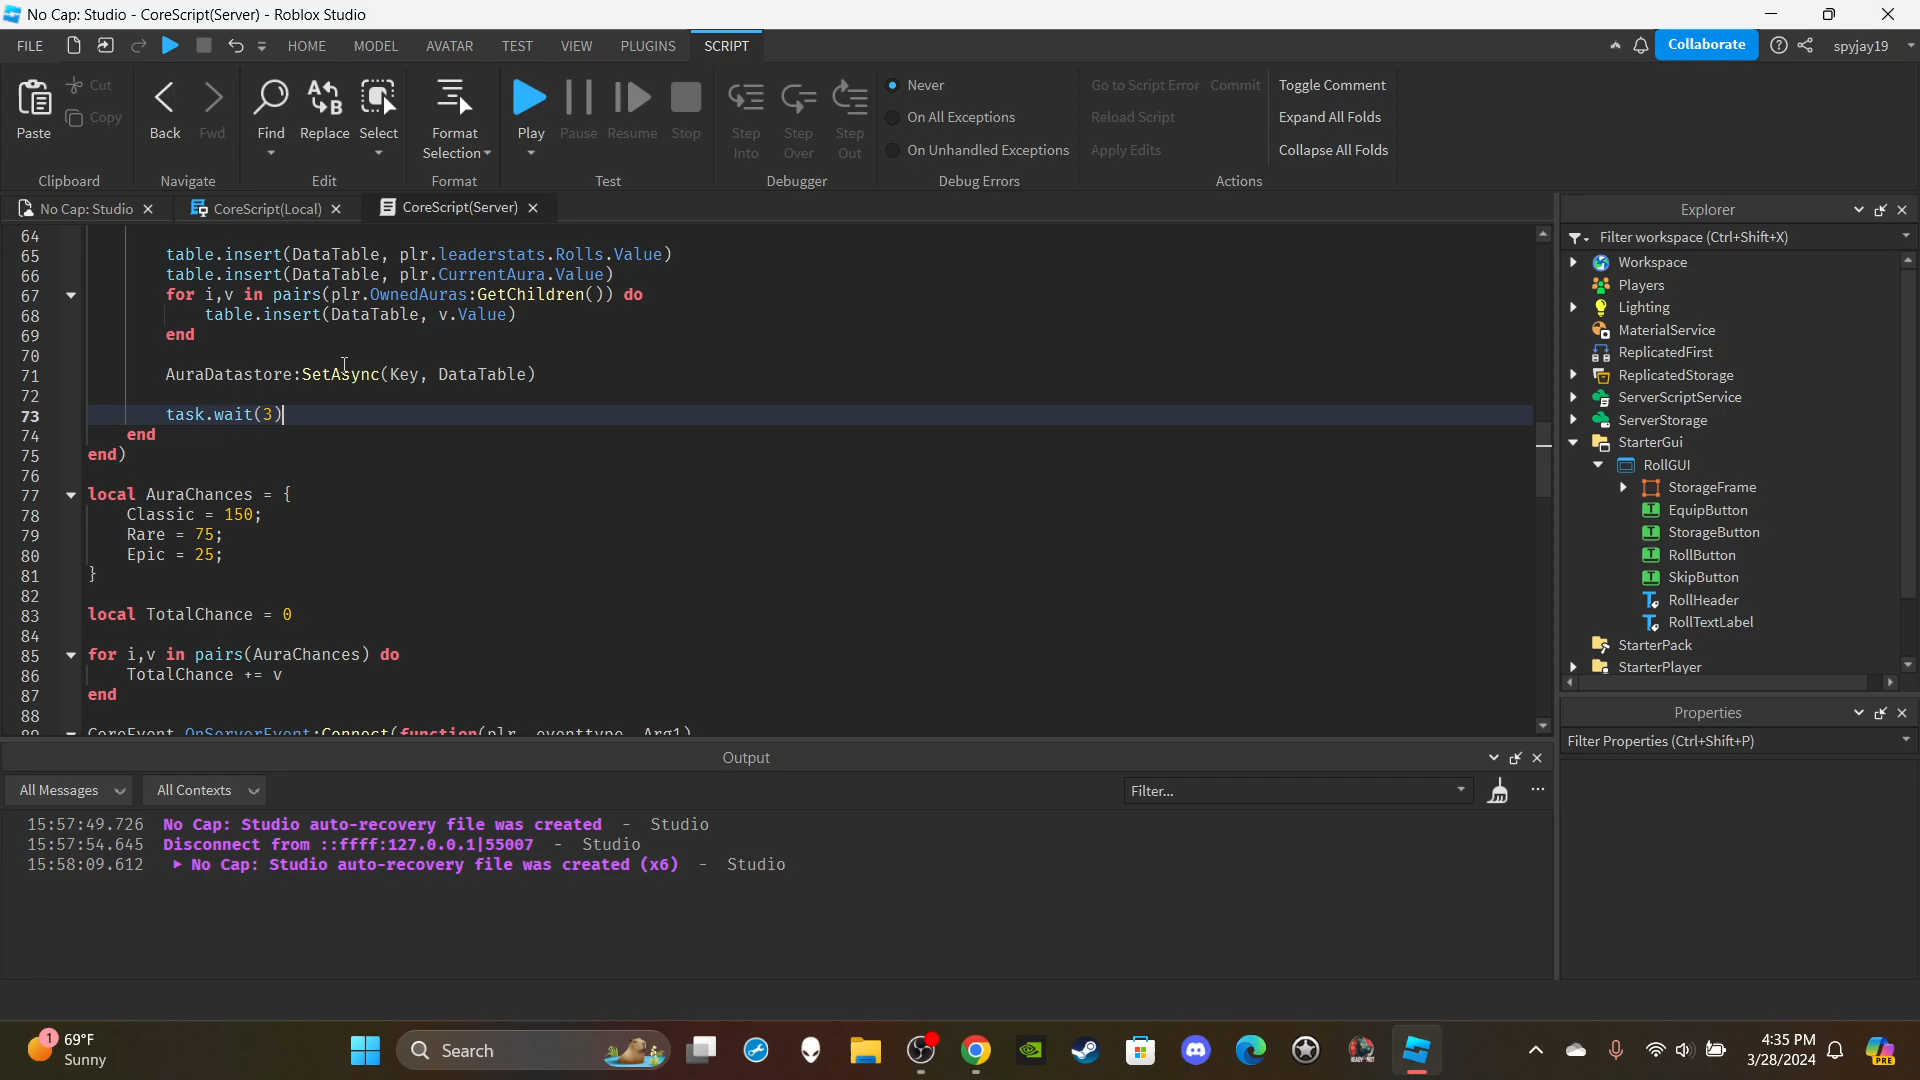 No Cap: Studio - CoreScript(Server) - Roblox Studio
FILE HOME MODEL AVATAR TEST VIEW PLUGINS SCRIPT Collaborate spyjay19
Paste Cut Copy Back Fwd Find Replace Select Format Selection Play Pause Resume Stop Step Into Step Over Step Out
Never
On All Exceptions
On Unhandled Exceptions
Go to Script Error Commit
Reload Script
Apply Edits
Toggle Comment
Expand All Folds
Collapse All Folds
Clipboard Navigate Edit Format Test Debugger Debug Errors Actions
No Cap: Studio CoreScript(Local) CoreScript(Server)
64
65 table.insert(DataTable, plr.leaderstats.Rolls.Value)
66 table.insert(DataTable, plr.CurrentAura.Value)
67 for i,v in pairs(plr.OwnedAuras:GetChildren()) do
68 table.insert(DataTable, v.Value)
69 end
70
71 AuraDatastore:SetAsync(Key, DataTable)
72
73 task.wait(3)
74 end
75 end)
76
77 local AuraChances = {
78 Classic = 150;
79 Rare = 75;
80 Epic = 25;
81 }
82
83 local TotalChance = 0
84
85 for i,v in pairs(AuraChances) do
86 TotalChance += v
87 end
88
89 CoreEvent.OnServerEvent:Connect(function(plr, eventtype, Arg1)
Explorer
Filter workspace (Ctrl+Shift+X)
Workspace
Players
Lighting
MaterialService
ReplicatedFirst
ReplicatedStorage
ServerScriptService
ServerStorage
StarterGui
RollGUI
StorageFrame
EquipButton
StorageButton
RollButton
SkipButton
RollHeader
RollTextLabel
StarterPack
StarterPlayer
Properties
Filter Properties (Ctrl+Shift+P)
Output
All Messages All Contexts Filter...
15:57:49.726 No Cap: Studio auto-recovery file was created - Studio
15:57:54.645 Disconnect from ::ffff:127.0.0.1|55007 - Studio
15:58:09.612 No Cap: Studio auto-recovery file was created (x6) - Studio
1 69°F
Sunny
Search
4:35 PM
3/28/2024
PRE